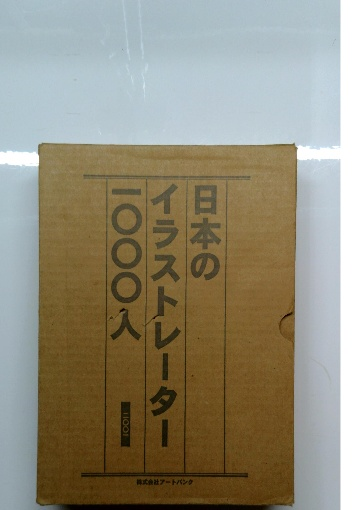 日本の
イラストレーター
一〇〇〇人
株式会社アートバンク